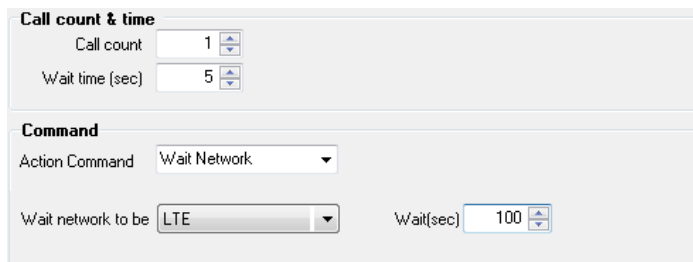 Call count & time
Call count 1
Wait time (sec) 5
Command
Action Command Wait Network
Wait network to be LTE Wait(sec) 100